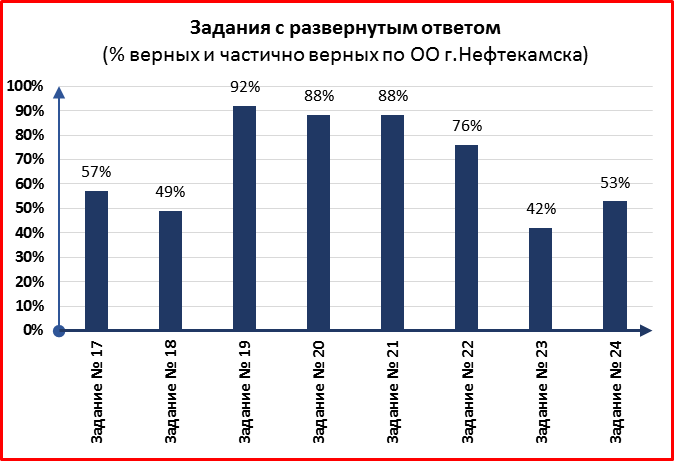 Задания с развернутым ответом
(% верных и частично верных по ОО г.Нефтекамска)
100%
90%
80%
70%
60%
50%
40%
30%
20%
10%
0%
57%
49%
92%
88%
88%
76%
42%
53%
Задание № 17
Задание № 18
Задание № 19
Задание № 20
Задание № 21
Задание № 22
Задание № 23
Задание № 24